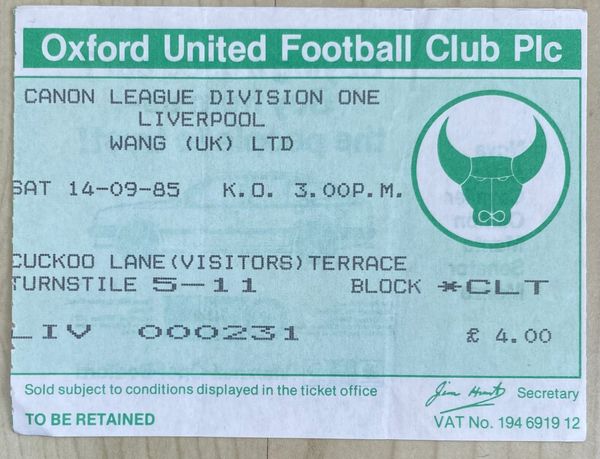 Oxford United Football Club Plc
CANON LEAGUE DIVISION ONE
LIVERPOOL
WANG (UK) LTD
SAT 14-09-85 K.O. 3.00P.M.
CUCKOO LANE(VISITORS)TERRACE
TURNSTILE 5-11 BLOCK *CLT
LIV 000231 £ 4.00
Sold subject to conditions displayed in the ticket office
Jim Hunt Secretary
TO BE RETAINED
VAT No. 194 6919 12